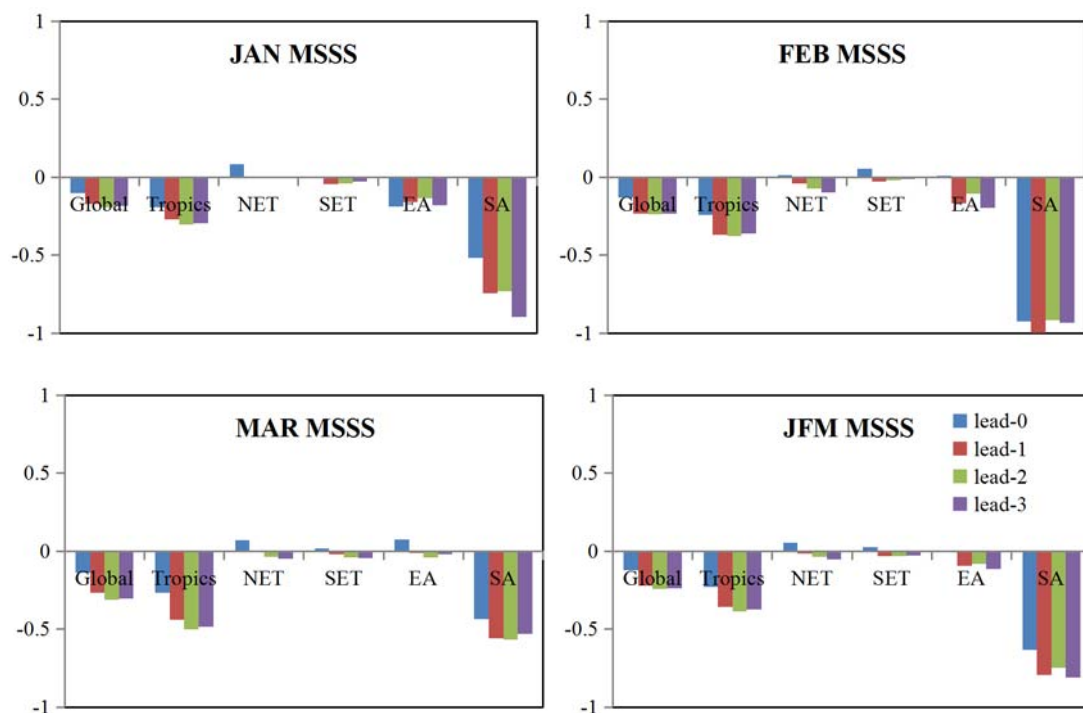 JAN MSSS
1
0.5
0
-0.5
-1
Global Tropics NET SET EA SA
FEB MSSS
1
0.5
0
-0.5
-1
Global Tropics NET SET EA SA
MAR MSSS
1
0.5
0
-0.5
-1
Global Tropics NET SET EA SA
JFM MSSS
1
0.5
0
-0.5
-1
Global Tropics NET SET EA SA
lead-0
lead-1
lead-2
lead-3